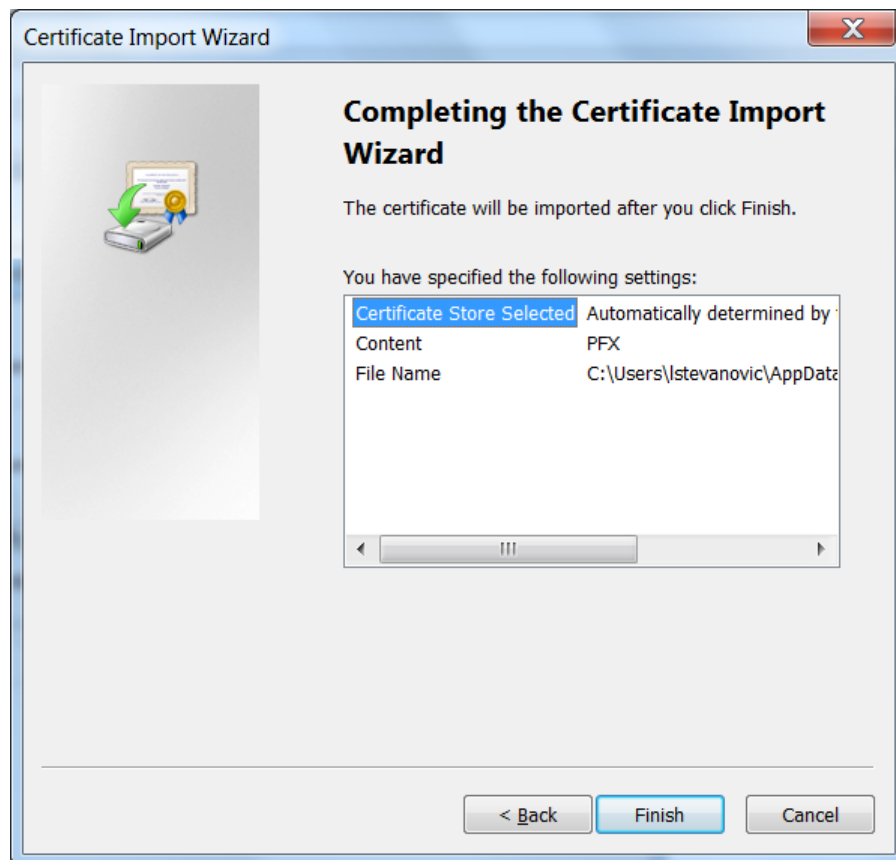 Certificate Import Wizard
Completing the Certificate Import
Wizard
The certificate will be imported after you click Finish.
You have specified the following settings:
Certificate Store Selected Automatically determined by
Content PFX
File Name C:\Users\lstevanovic\AppData
< Back Finish Cancel